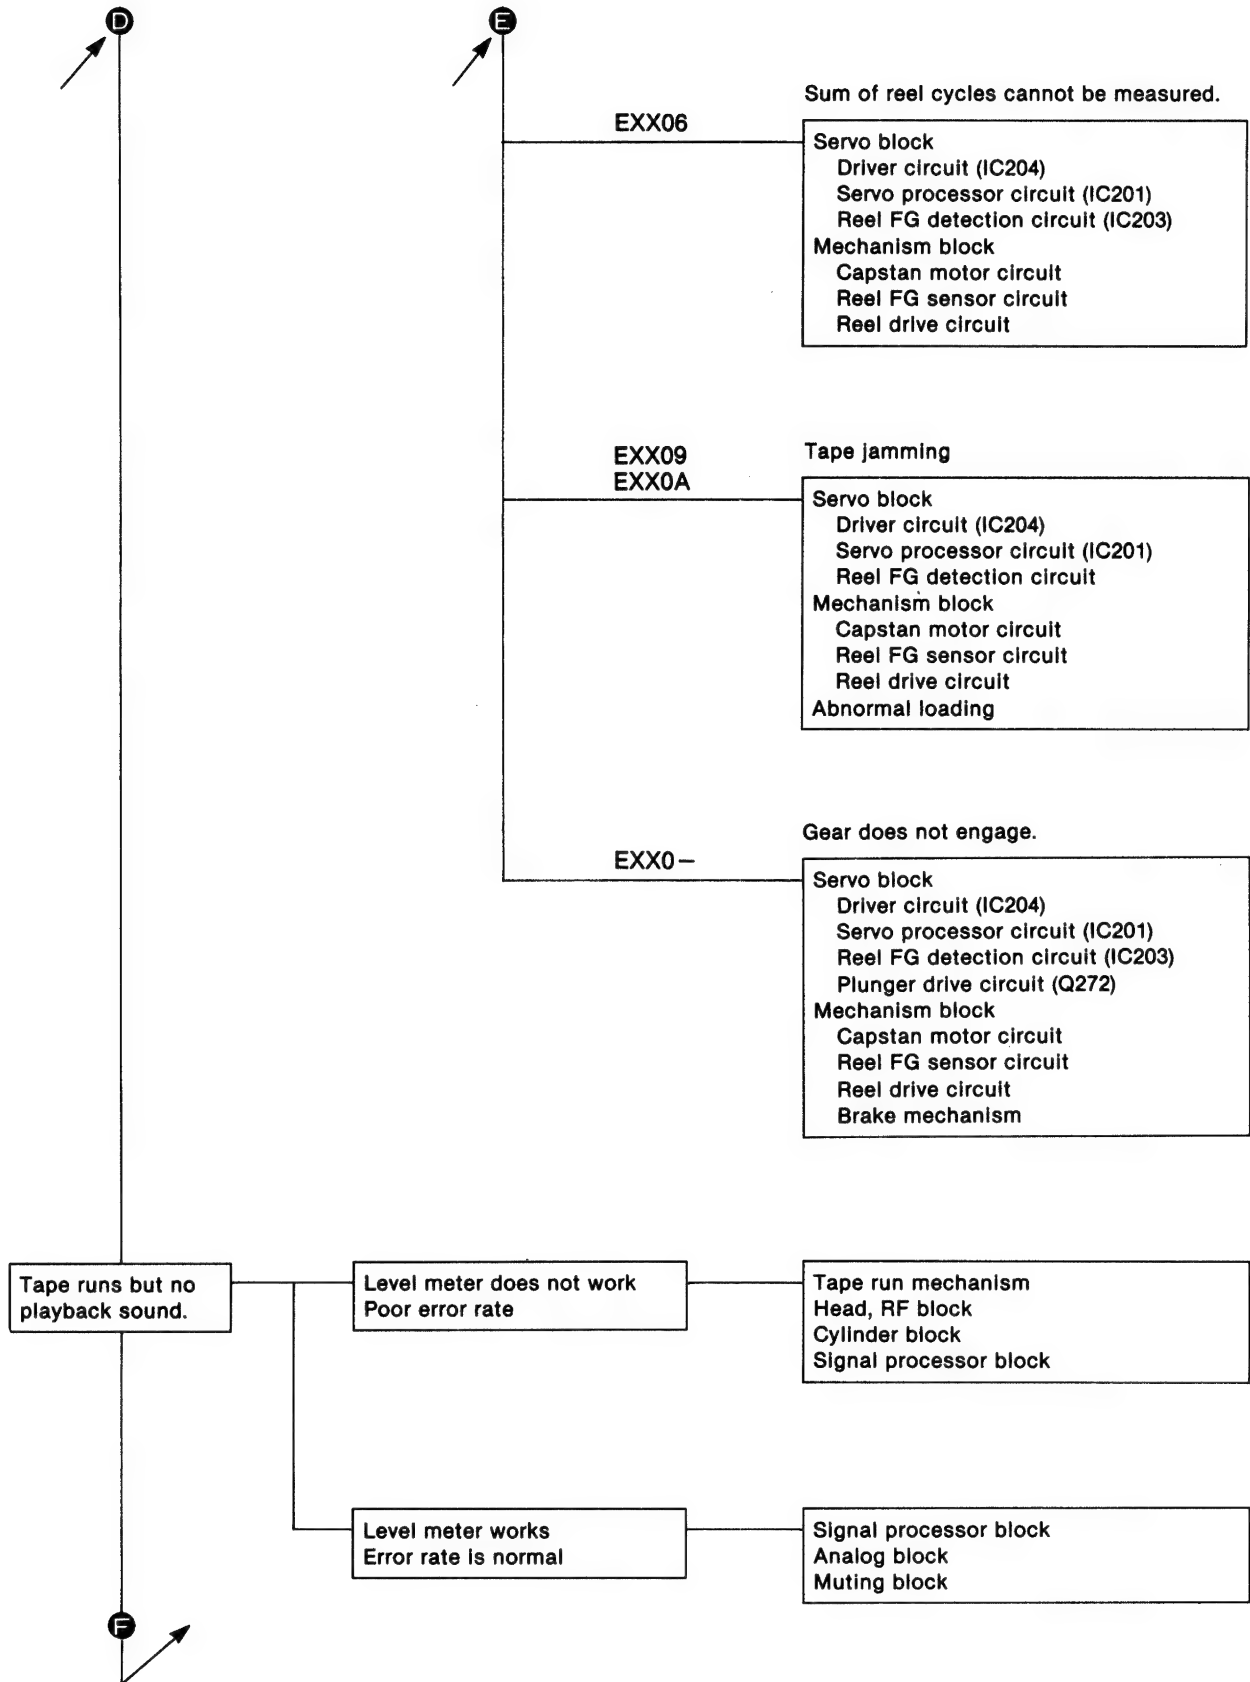 D
E
EXX06
Sum of reel cycles cannot be measured.
Servo block
Driver circuit (IC204)
Servo processor circuit (IC201)
Reel FG detection circuit (IC203)
Mechanism block
Capstan motor circuit
Reel FG sensor circuit
Reel drive circuit
EXX09
EXX0A
Tape jamming
Servo block
Driver circuit (IC204)
Servo processor circuit (IC201)
Reel FG detection circuit
Mechanism block
Capstan motor circuit
Reel FG sensor circuit
Reel drive circuit
Abnormal loading
EXX0–
Gear does not engage.
Servo block
Driver circuit (IC204)
Servo processor circuit (IC201)
Reel FG detection circuit (IC203)
Plunger drive circuit (Q272)
Mechanism block
Capstan motor circuit
Reel FG sensor circuit
Reel drive circuit
Brake mechanism
Tape runs but no
playback sound.
Level meter does not work
Poor error rate
Tape run mechanism
Head, RF block
Cylinder block
Signal processor block
Level meter works
Error rate is normal
Signal processor block
Analog block
Muting block
F